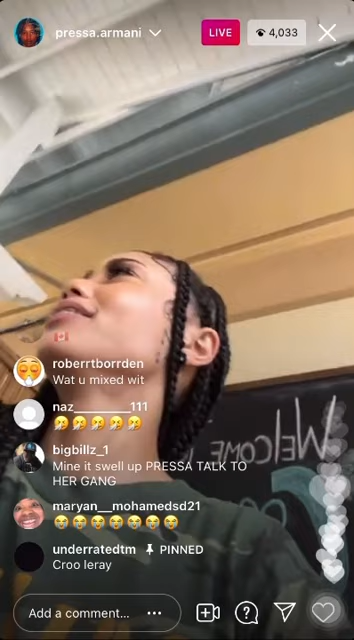 pressa.armani
LIVE
4,033
WELCOME
roberrtborrden
Wat u mixed wit
naz________111
🤧🤧🤧🤧🤧
bigbillz_1
Mine it swell up PRESSA TALK TO
HER GANG
maryan__mohamedsd21
😭😭😭😭😭😭😭
underratedtm 📌 PINNED
Croo leray
Add a comment...